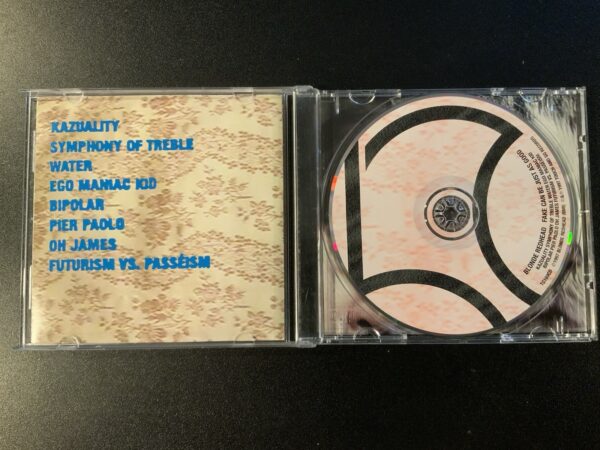 KAZUALITY
SYMPHONY OF TREBLE
WATER
EGO MANIAC KID
BIPOLAR
PIER PAOLO
OH JAMES
FUTURISM VS. PASSÉISM
BLONDE REDHEAD FAKE CAN BE JUST AS GOOD